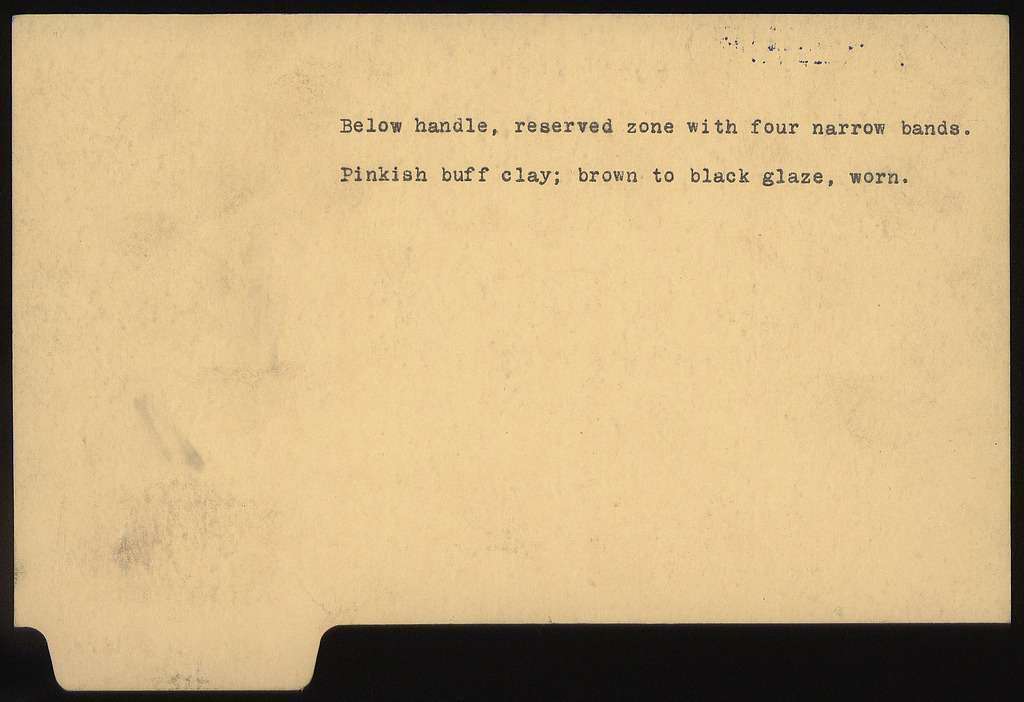 Below handle, reserved zone with four narrow bands.
Pinkish buff clay; brown to black glaze, worn.